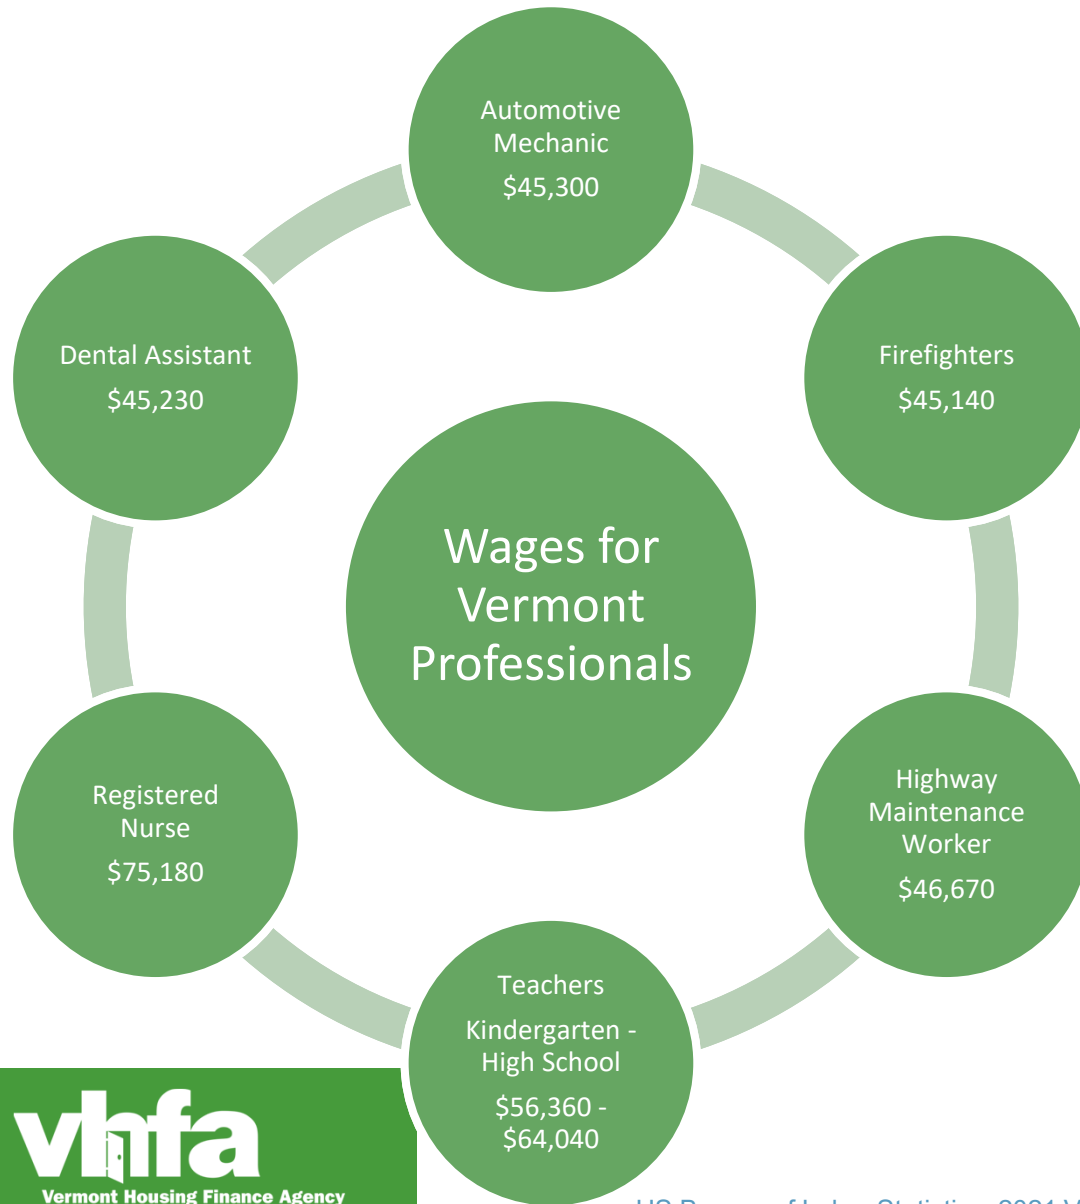 Automotive
Mechanic
$45,300
Dental Assistant
$45,230
Firefighters
$45,140
Wages for
Vermont
Professionals
Registered
Nurse
$75,180
Highway
Maintenance
Worker
$46,670
Teachers
Kindergarten -
High School
$56,360 -
$64,040
vhfa
Vermont Housing Finance Agency